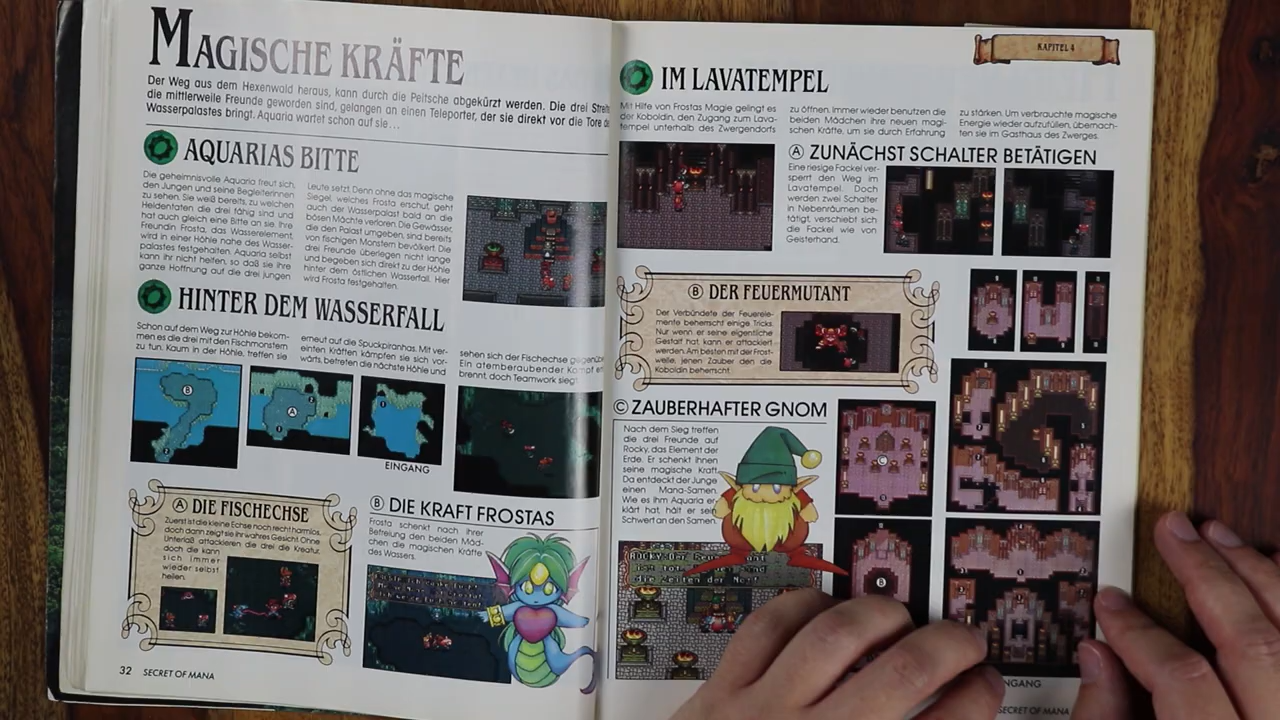 MAGISCHE KRÄFTE
Der Weg aus dem Hexenwald heraus, kann durch die Peitsche abgekürzt werden. Die drei
die mittlerweile Freunde geworden sind, gelangen an einen Teleporter, der sie direkt vor die Tore
Wasserpalastes bringt. Aquaria wartet schon auf sie...
AQUARIAS BITTE
Die geheimnisvolle Aquaria freut sich,
den Jungen und seine Begleiterinnen
zu sehen. Sie weiß bereits, zu welchen
Heldentaten die drei fähig sind und
hat auch gleich eine Bitte an sie. Ihre
Freundin Frosta, das Wasserelement,
wird in einer Höhle nahe des Wasser-
palastes festgehalten. Aquaria selbst
kann ihr nicht helfen, so daß sie ihre
ganze Hoffnung auf die drei jungen
Leute setzt. Denn ohne das magische
Siegel, welches Frosta erschuf, geht
auch der Wasserpalast bald an die
bösen Mächte verloren. Die Gewässer,
die den Palast umgeben, sind bereits
von fischigen Monstern bevölkert. Die
drei Freunde überlegen nicht lange
und begeben sich direkt zu der Höhle
hinter dem östlichen Wasserfall. Hier
wird Frosta festgehalten.
HINTER DEM WASSERFALL
Schon auf dem Weg zur Höhle bekom-
men es die drei mit den Fischmonstern
zu tun. Kaum in der Höhle, treffen sie
erneut auf die Spuckpiranhas. Mit ver-
einten Kräften kämpfen sie sich vor-
wärts, betreten die nächste Höhle und
sehen sich der Fischechse
Ein atemberaubender Kampf
brennt, doch Teamwork siegt.
B
A
EINGANG
A DIE FISCHECHSE
Zuerst ist die kleine Echse noch recht harmlos,
doch dann zeigt sie ihr wahres Gesicht! Ohne
Unterlaß attackieren die drei die Kreatur,
doch die kann
sich immer
wieder selbst
heilen.
B DIE KRAFT FROSTAS
Frosta schenkt nach ihrer
Befreiung den beiden Mäd-
chen die magischen Kräfte
des Wassers.
32 SECRET OF MANA
KAPITEL 4
IM LAVATEMPEL
Mit Hilfe von Frostas Magie gelingt es
der Koboldin, den Zugang zum Lava-
tempel unterhalb des Zwergendorfs
zu öffnen. Immer wieder benutzen die
beiden Mädchen ihre neuen magi-
schen Kräfte, um sie durch Erfahrung
zu stärken. Um verbrauchte magische
Energie wieder aufzufüllen, übernach-
ten sie im Gasthaus des Zwerges.
A ZUNÄCHST SCHALTER BETÄTIGEN
Eine riesige Fackel ver-
sperrt den Weg im
Lavatempel. Doch
werden zwei Schalter
in Nebenräumen be-
tätigt, verschiebt sich
die Fackel wie von
Geisterhand.
B DER FEUERMUTANT
Der Verbündete der Feuerele-
mente beherrscht einige Tricks.
Nur wenn er seine eigentliche
Gestalt hat, kann er attackiert
werden. Am besten mit der Frost-
welle, jenen Zauber den die
Koboldin beherrscht.
C ZAUBERHAFTER GNOM
Nach dem Sieg treffen
die drei Freunde auf
Rocky, das Element der
Erde. Er schenkt ihnen
seine magische Kraft.
Da entdeckt der Junge
einen Mana-Samen.
Wie es ihm Aquaria er-
klärt hat, hält er sein
Schwert an den Samen.
C
B
SECRET OF MANA